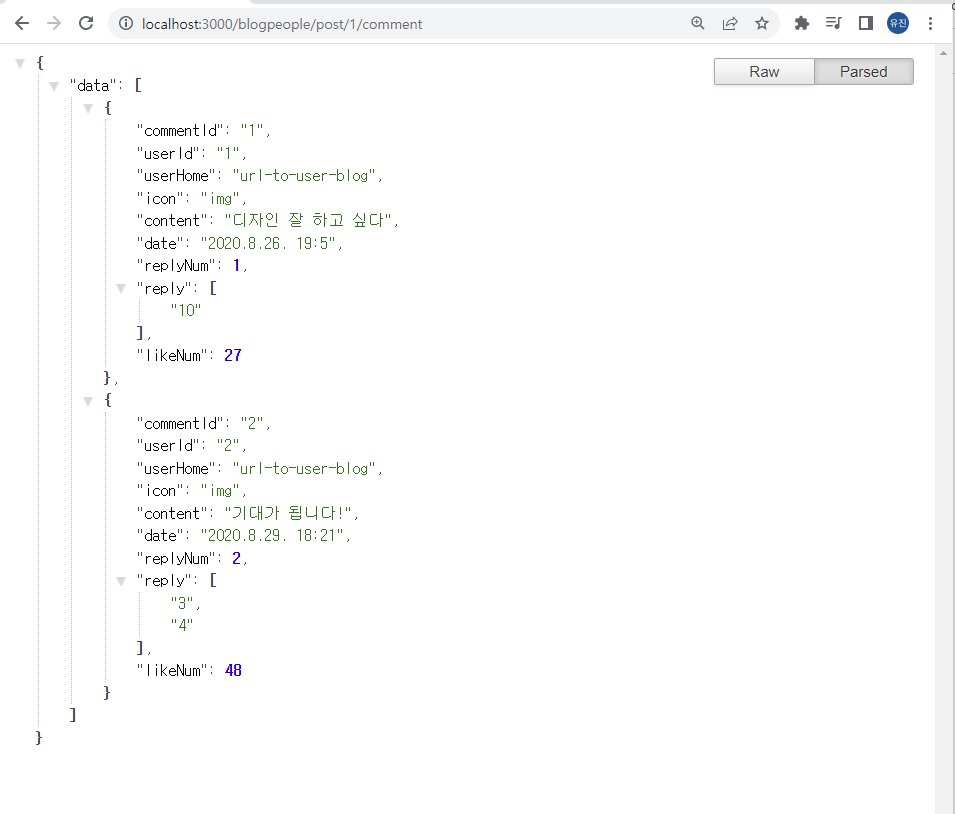 localhost:3000/blogpeople/post/1/comment
유진
Raw
Parsed
{
"data": [
{
"commentId": "1",
"userId": "1",
"userHome": "url-to-user-blog",
"icon": "img",
"content": "디자인 잘 하고 싶다",
"date": "2020.8.26. 19:5",
"replyNum": 1,
"reply": [
"10"
],
"likeNum": 27
},
{
"commentId": "2",
"userId": "2",
"userHome": "url-to-user-blog",
"icon": "img",
"content": "기대가 됩니다!",
"date": "2020.8.29. 18:21",
"replyNum": 2,
"reply": [
"3",
"4"
],
"likeNum": 48
}
]
}